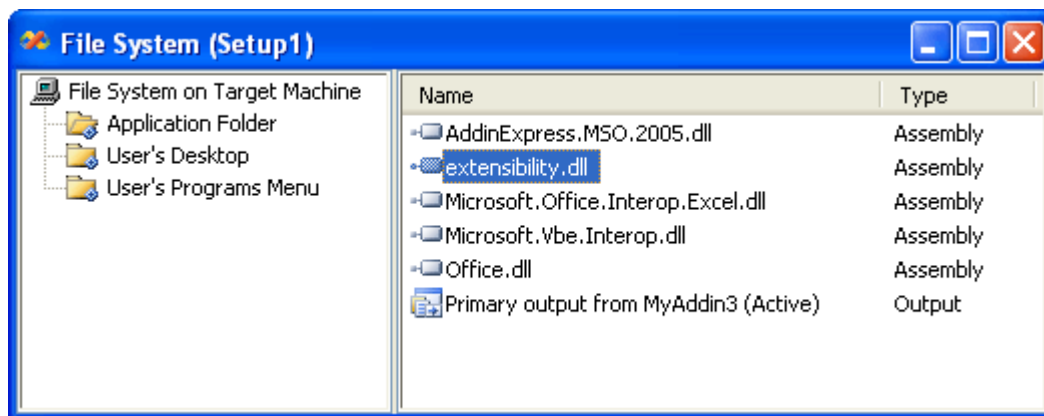 File System (Setup1)
File System on Target Machine
Application Folder
User's Desktop
User's Programs Menu
Name Type
AddinExpress.MSO.2005.dll Assembly
extensibility.dll Assembly
Microsoft.Office.Interop.Excel.dll Assembly
Microsoft.Vbe.Interop.dll Assembly
Office.dll Assembly
Primary output from MyAddin3 (Active) Output